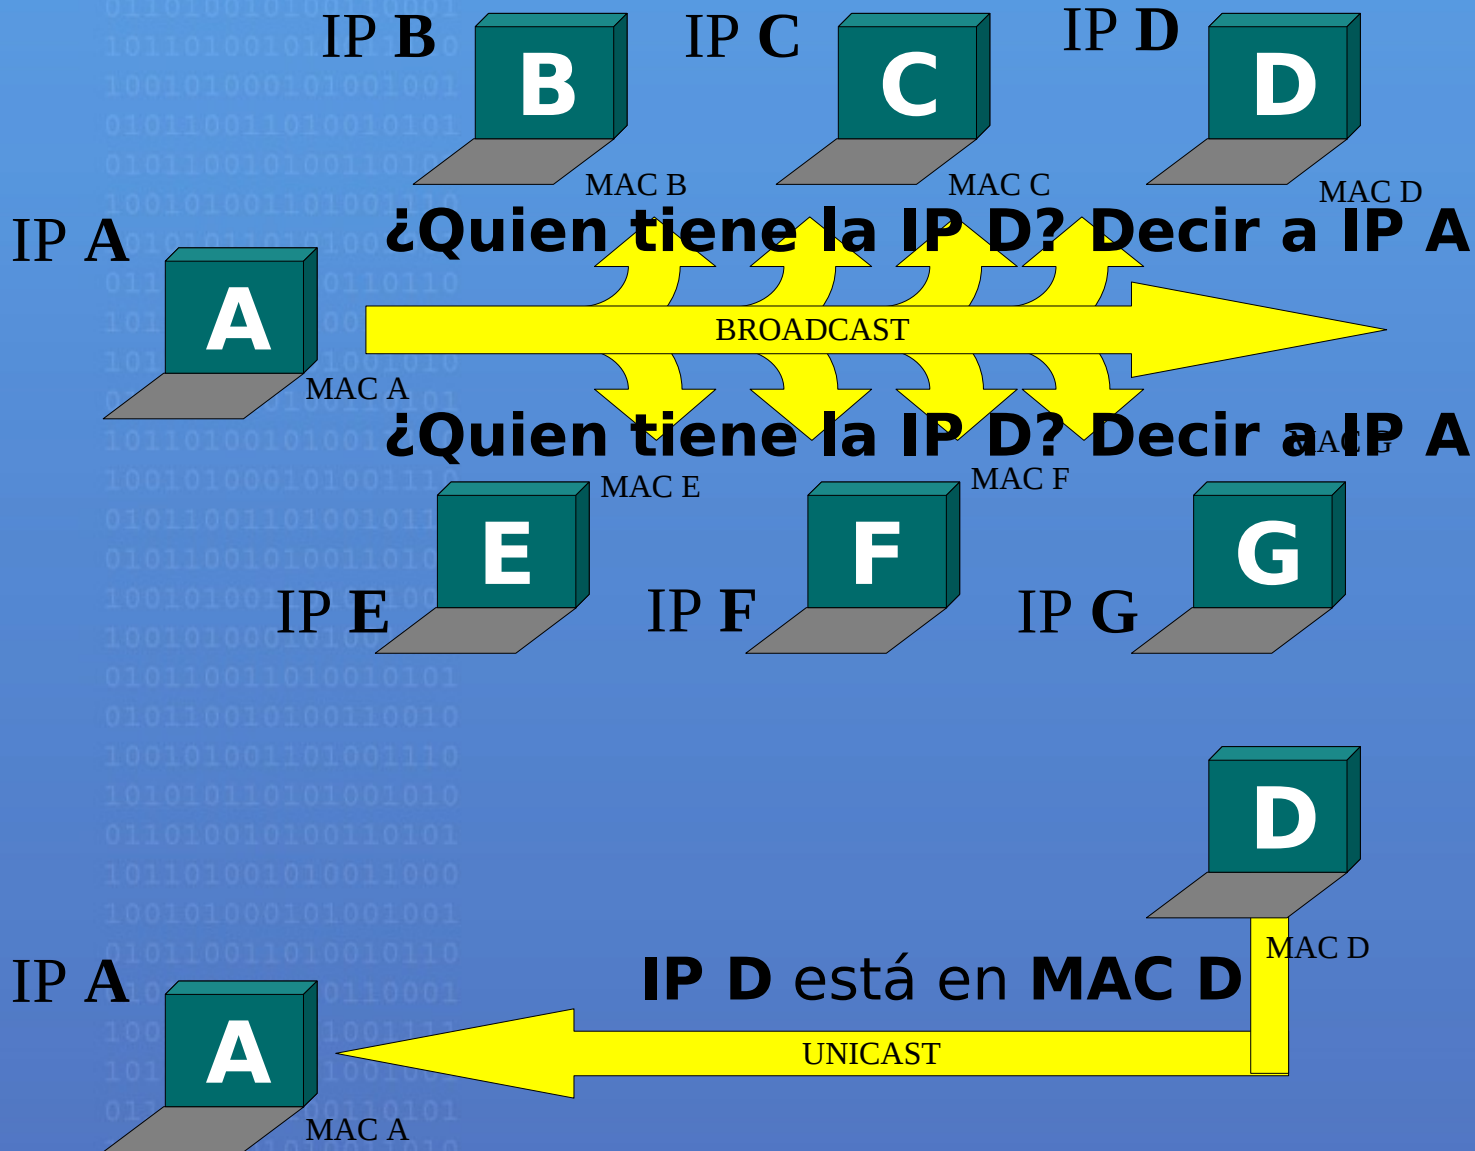 IP B
B
MAC B
IP C
C
MAC C
IP D
D
MAC D
¿Quien tiene la IP D? Decir a IP A
IP A
A
MAC A
BROADCAST
¿Quien tiene la IP D? Decir a IP A
MAC G
MAC E
E
IP E
MAC F
F
IP F
G
IP G
D
MAC D
IP D está en MAC D
UNICAST
IP A
A
MAC A